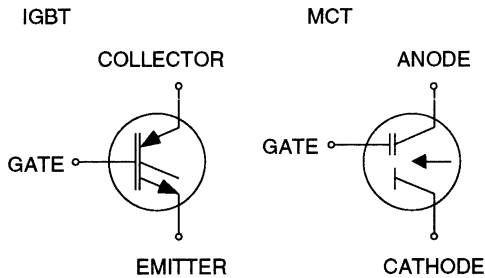 IGBT
MCT
COLLECTOR
ANODE
GATE
GATE
EMITTER
CATHODE